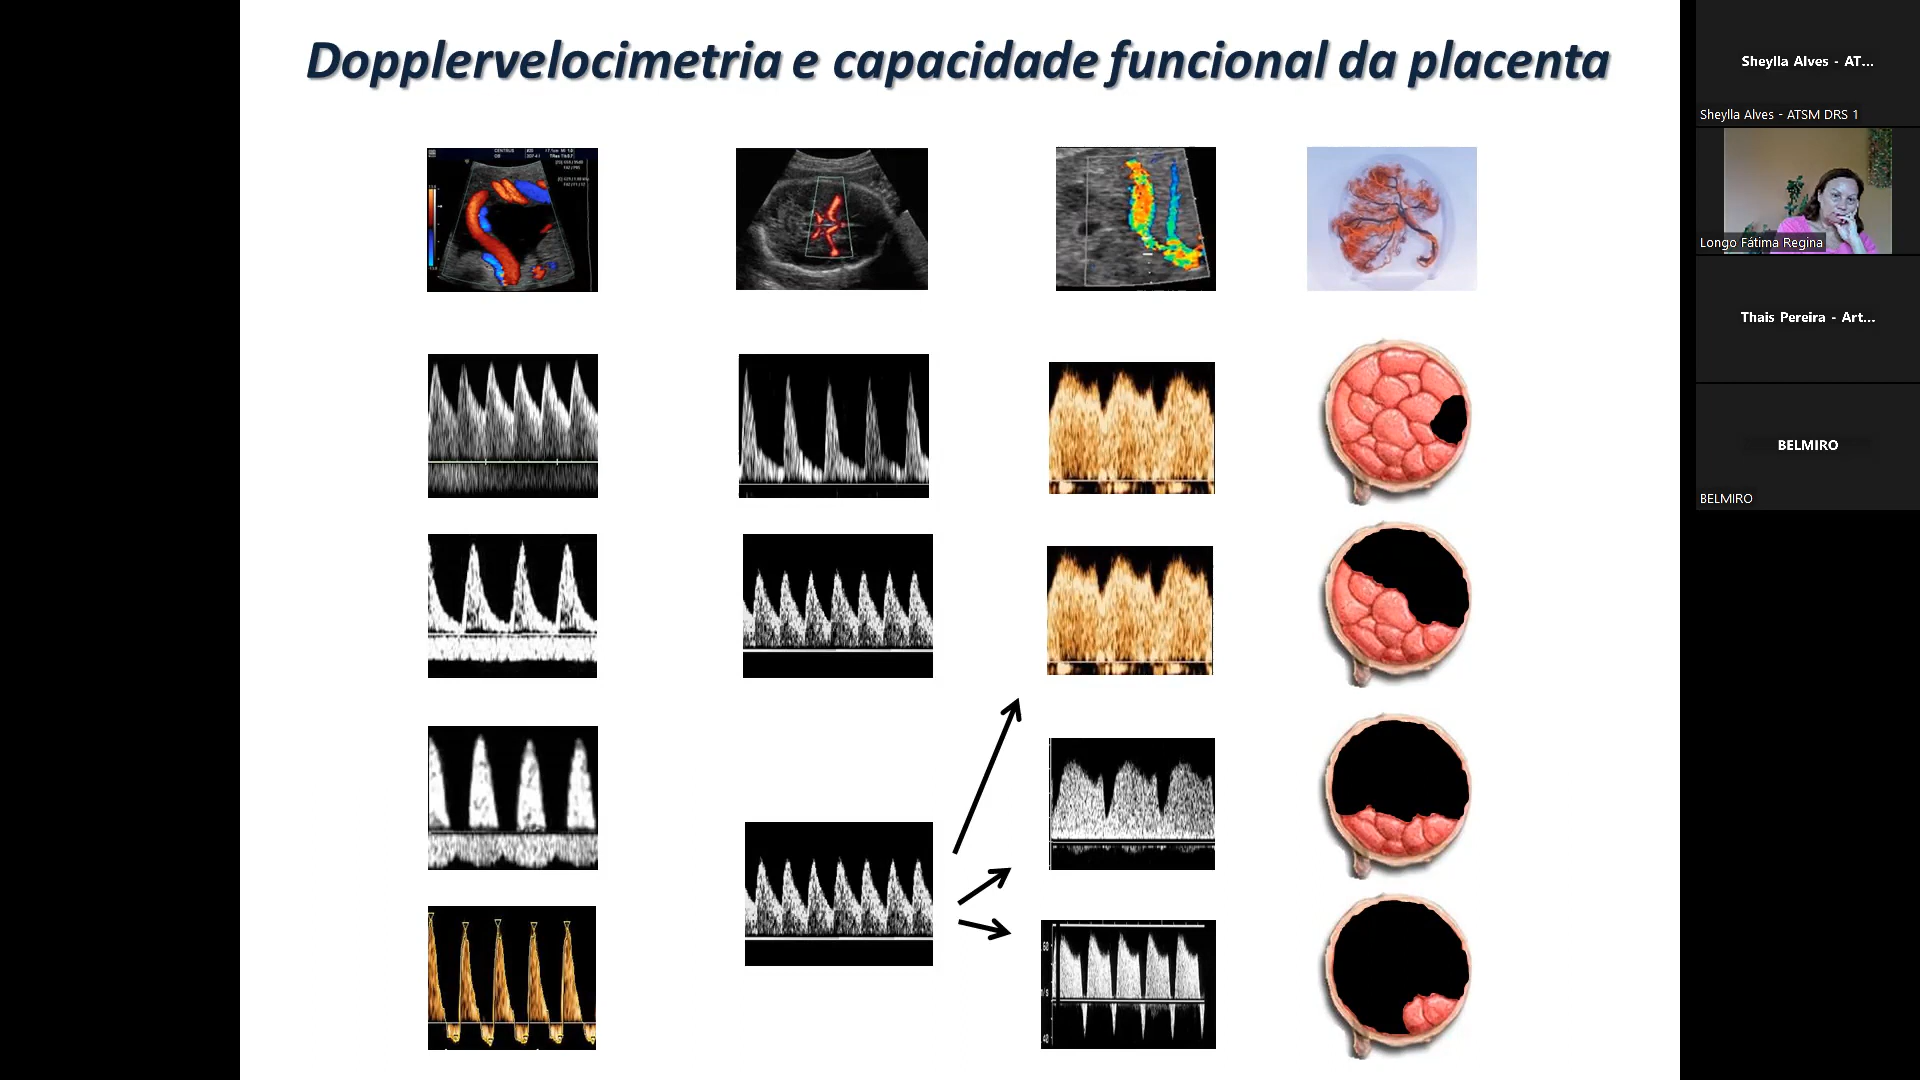 Dopplervelocimetria e capacidade funcional da placenta
Sheylla Alves - AT...
Sheylla Alves - ATSM DRS 1
Longo Fátima Regina
Thais Pereira - Art...
BELMIRO
BELMIRO